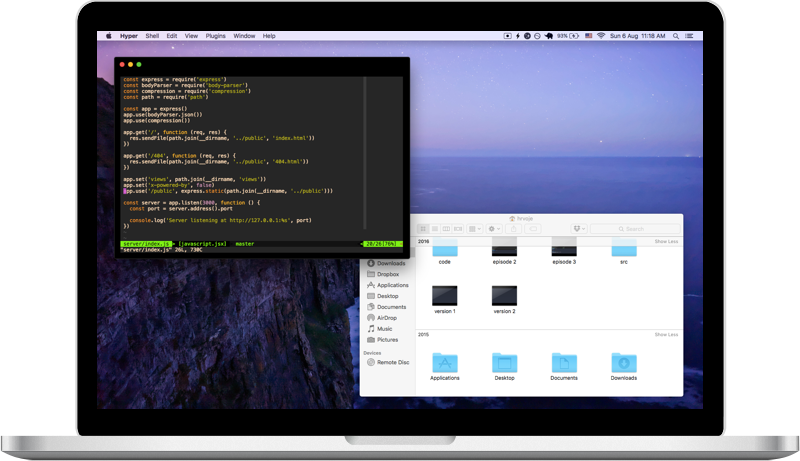 Hyper Shell Edit View Plugins Window Help
93% Sun 6 Aug 11:18 AM
const express = require('express')
const bodyParser = require('body-parser')
const compression = require('compression')
const path = require('path')
const app = express()
app.use(bodyParser.json())
app.use(compression())
app.get('/', function (req, res) {
res.sendFile(path.join(__dirname, '../public', 'index.html'))
})
app.get('/404', function (req, res) {
res.sendFile(path.join(__dirname, '../public', '404.html'))
})
app.set('views', path.join(__dirname, 'views'))
app.set('x-powered-by', false)
app.use('/public', express.static(path.join(__dirname, '../public')))
const server = app.listen(3000, function () {
const port = server.address().port
console.log('Server listening at http://127.0.0.1:%s', port)
})
server/index.js [javascript.jsx] master 20/26[76%]
"server/index.js" 26L, 730C
hrvoje
Search
2016 Show Less
code episode 2 episode 3 src
version 1 version 2
2015 Show Less
Applications Desktop Documents Downloads
Downloads
Dropbox
Applications
Desktop
Documents
AirDrop
Music
Pictures
Devices
Remote Disc